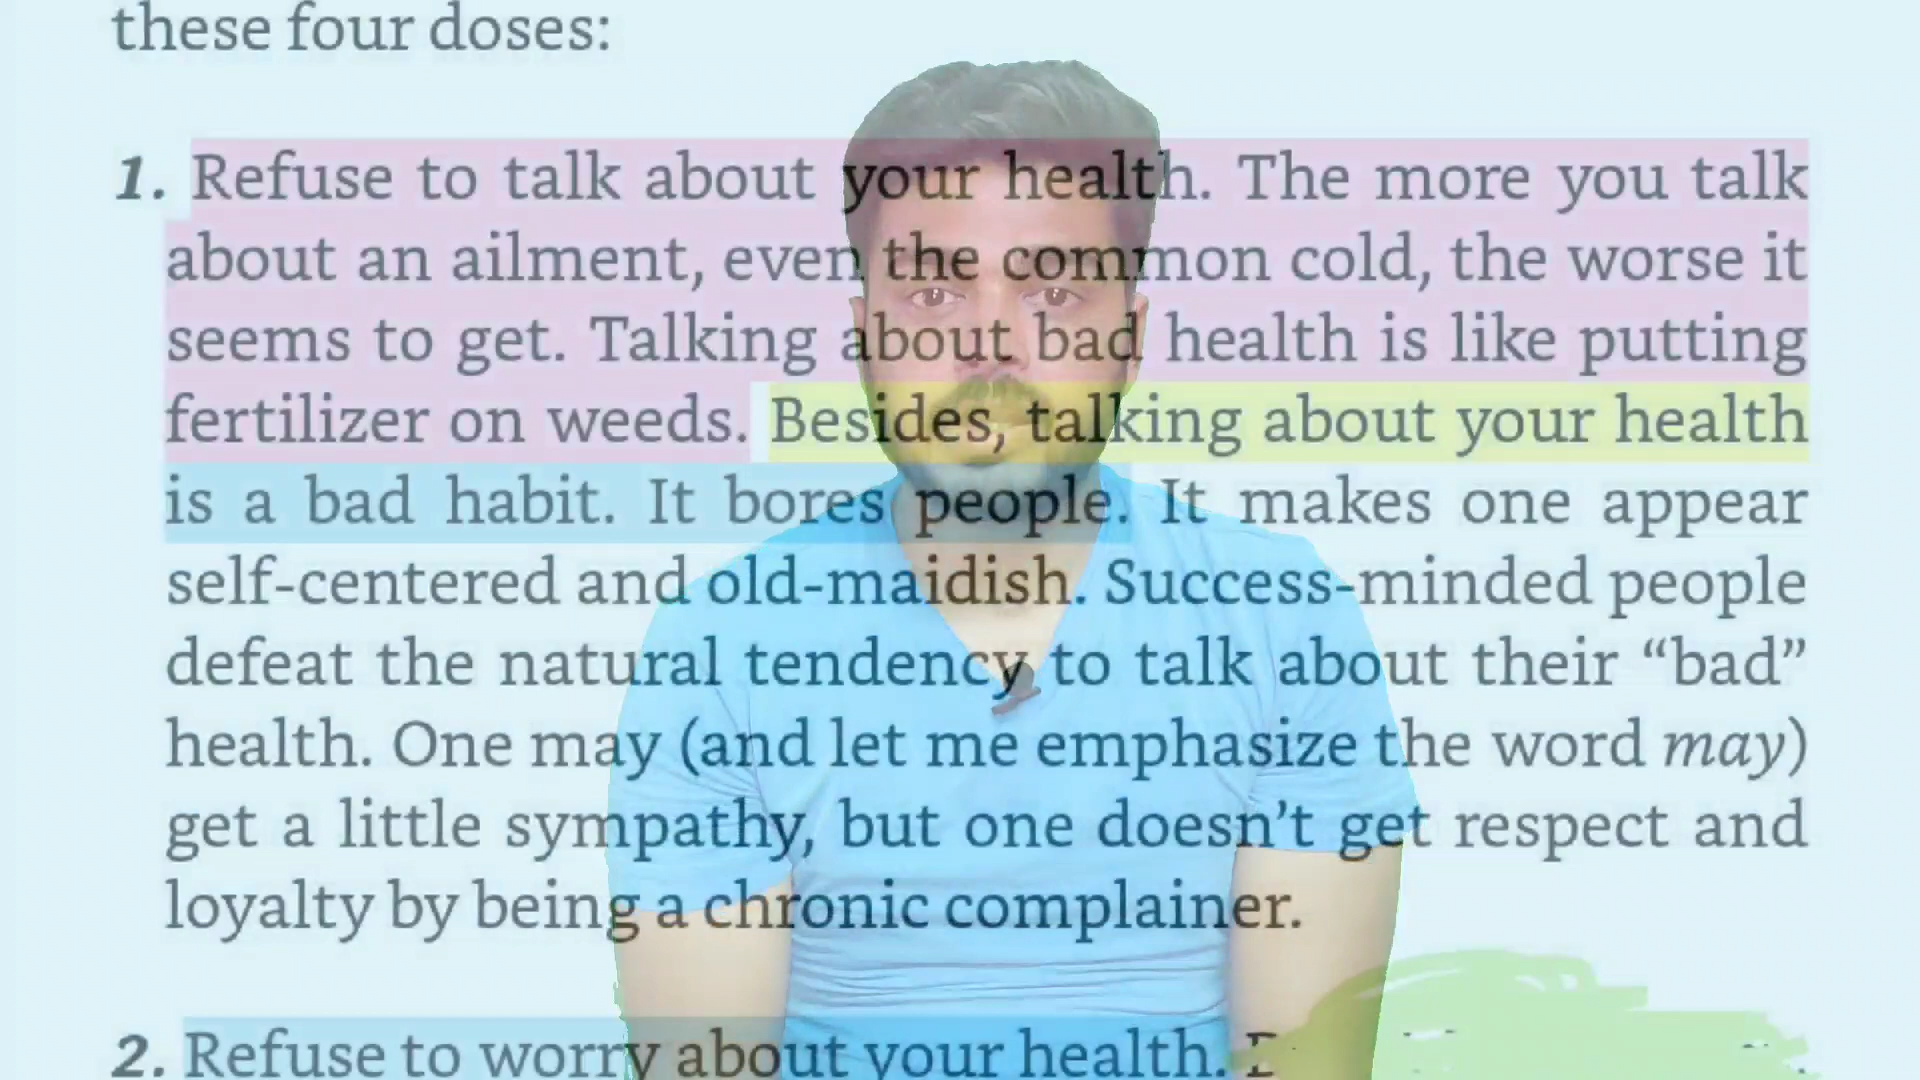 these four doses:
1. Refuse to talk about your health. The more you talk
about an ailment, even the common cold, the worse it
seems to get. Talking about bad health is like putting
fertilizer on weeds. Besides, talking about your health
is a bad habit. It bores people. It makes one appear
self-centered and old-maidish. Success-minded people
defeat the natural tendency to talk about their “bad”
health. One may (and let me emphasize the word may)
get a little sympathy, but one doesn’t get respect and
loyalty by being a chronic complainer.
2. Refuse to worry about your health.